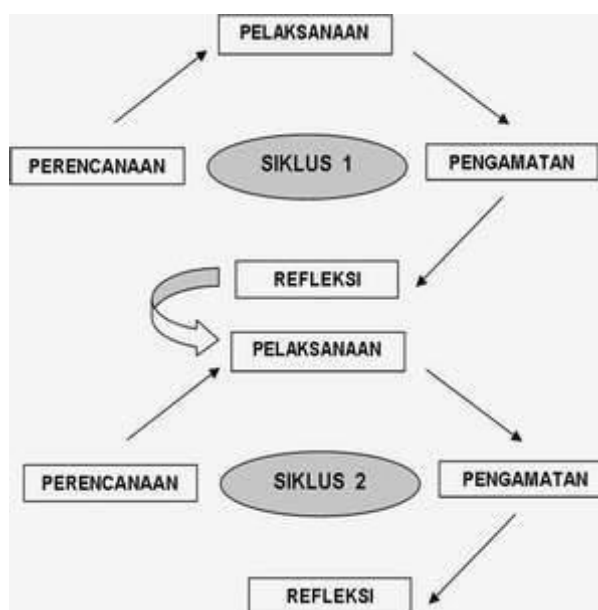 PELAKSANAAN
PERENCANAAN
SIKLUS 1
PENGAMATAN
REFLEKSI
PELAKSANAAN
PERENCANAAN
SIKLUS 2
PENGAMATAN
REFLEKSI